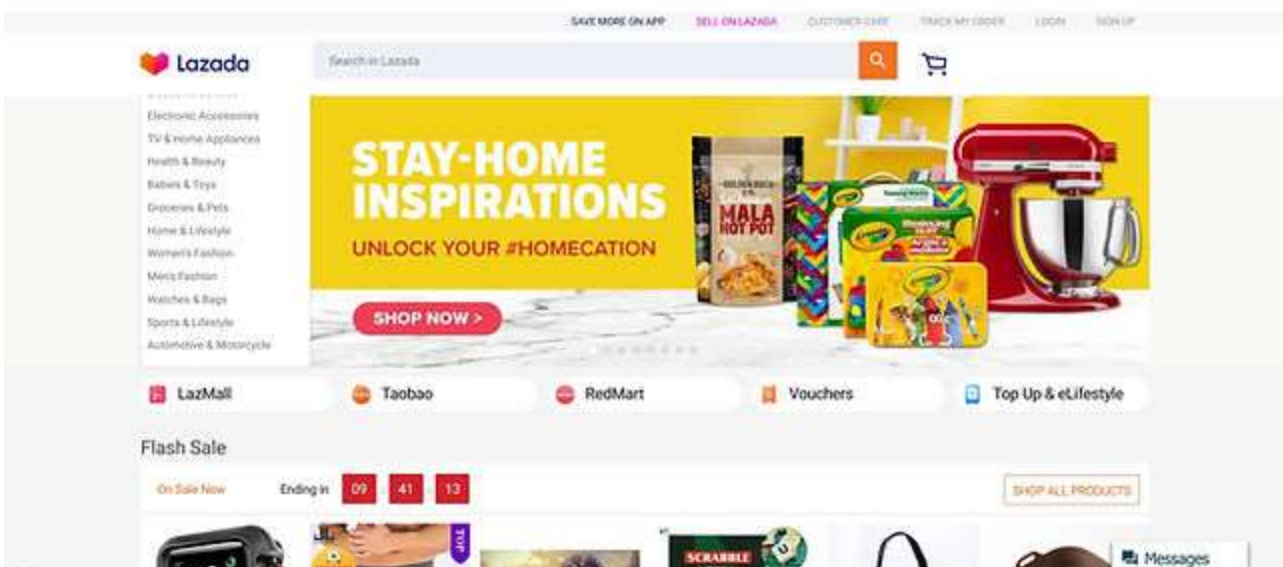 SAVE MORE ON APP
SELL ON LAZADA
CUSTOMER CARE
TRACK MY ORDER
LOGIN
SIGN UP
Lazada
Search in Lazada
Electronic Accessories
TV & Home Appliances
Health & Beauty
Babies & Toys
Groceries & Pets
Home & Lifestyle
Women's Fashion
Men's Fashion
Watches & Bags
Sports & Lifestyle
Automotive & Motorcycle
STAY-HOME
INSPIRATIONS
UNLOCK YOUR #HOMECATION
SHOP NOW >
MALA
HOT POT
Crayola
LazMall
Taobao
RedMart
Vouchers
Top Up & eLifestyle
Flash Sale
On Sale Now
Ending in
09
41
13
SHOP ALL PRODUCTS
TOP
SCRABBLE
Messages